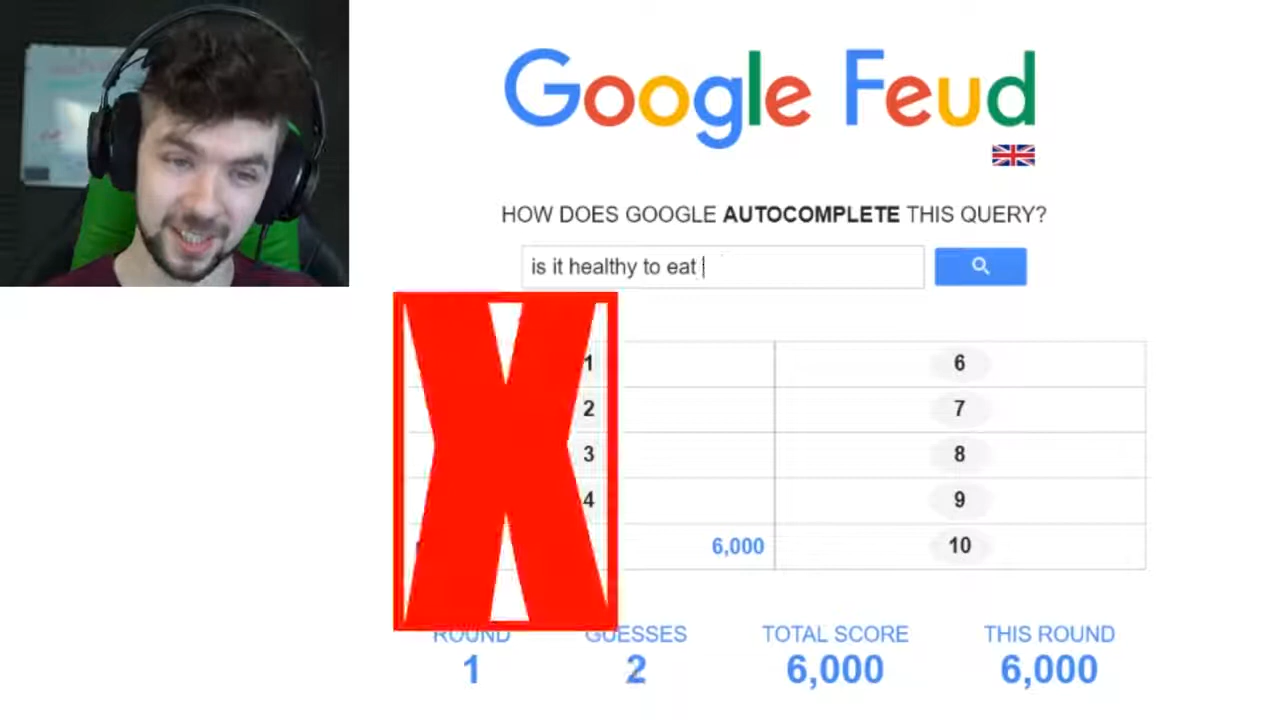 Google Feud
HOW DOES GOOGLE AUTOCOMPLETE THIS QUERY?
is it healthy to eat
X
1 6
2 7
3 8
4 9
6,000 10
ROUND GUESSES TOTAL SCORE THIS ROUND
1 2 6,000 6,000